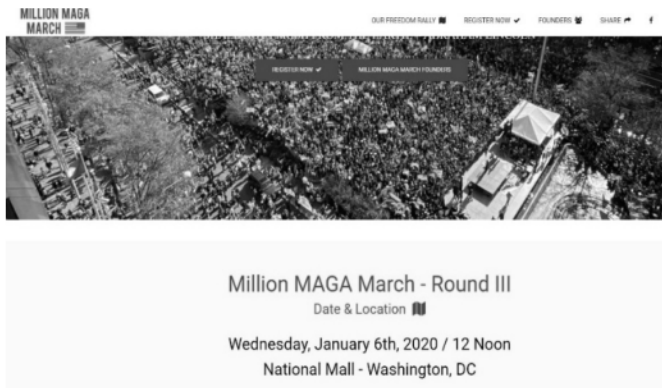 MILLION MAGA
MARCH
OUR FREEDOM RALLY
REGISTER NOW
FOUNDERS
SHARE
REGISTER NOW
MILLION MAGA MARCH FOUNDERS
Million MAGA March - Round III
Date & Location
Wednesday, January 6th, 2020 / 12 Noon
National Mall - Washington, DC